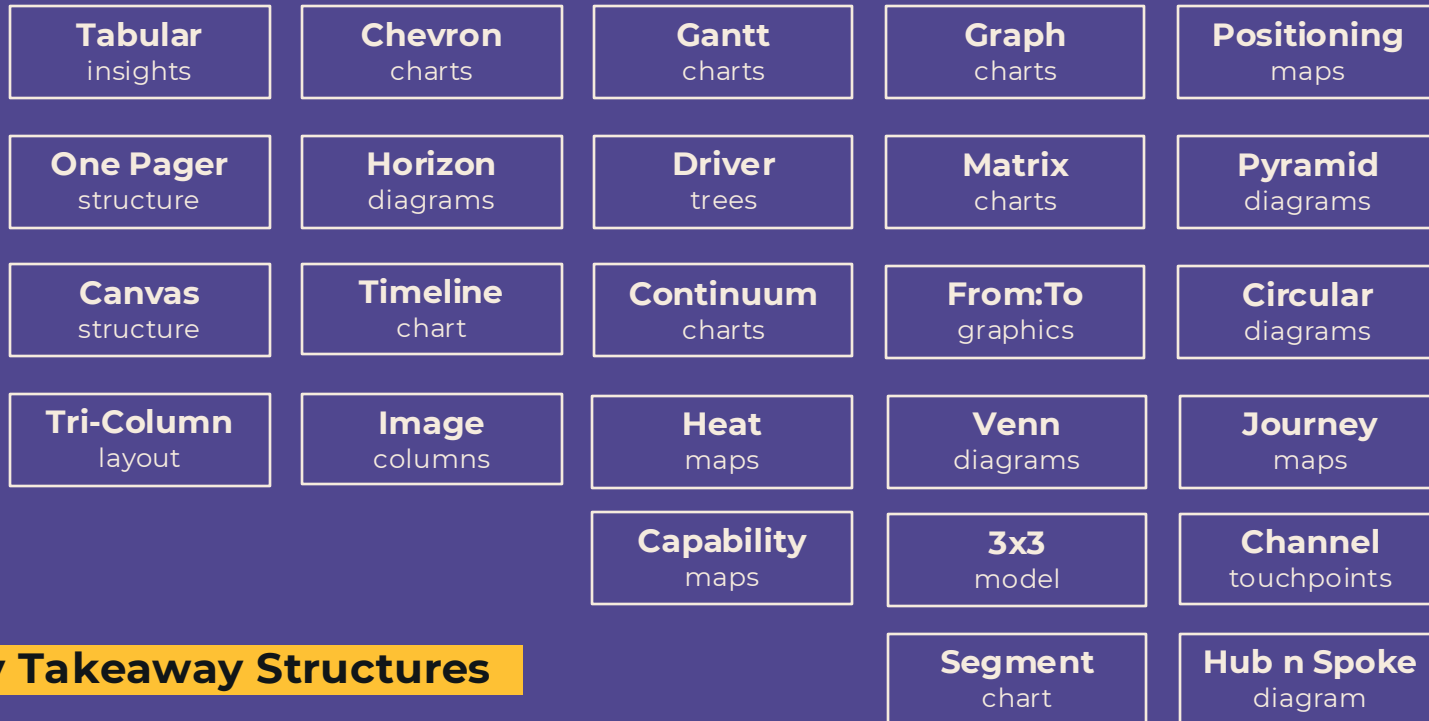 Tabular
insights
Chevron
charts
Gantt
charts
Graph
charts
Positioning
maps
One Pager
structure
Horizon
diagrams
Driver
trees
Matrix
charts
Pyramid
diagrams
Canvas
structure
Timeline
chart
Continuum
charts
From:To
graphics
Circular
diagrams
Tri-Column
layout
Image
columns
Heat
maps
Venn
diagrams
Journey
maps
Capability
maps
3x3
model
Channel
touchpoints
Takeaway Structures
Segment
chart
Hub n Spoke
diagram